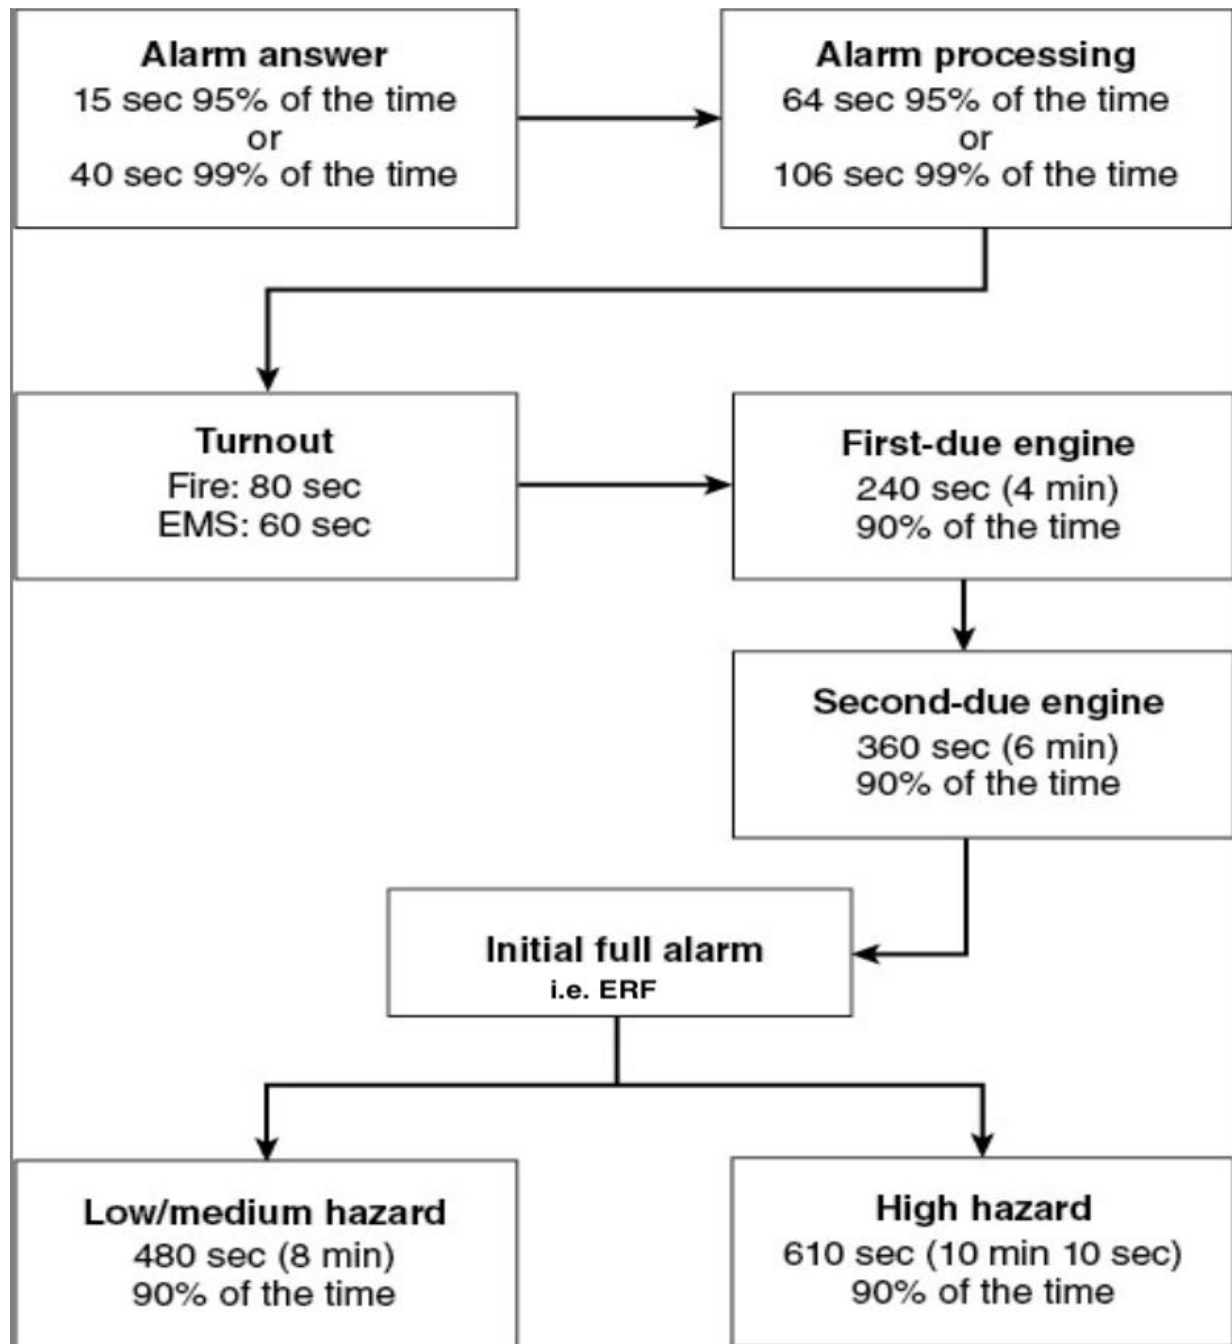 Alarm answer
15 sec 95% of the time
or
40 sec 99% of the time
Alarm processing
64 sec 95% of the time
or
106 sec 99% of the time
Turnout
Fire: 80 sec
EMS: 60 sec
First-due engine
240 sec (4 min)
90% of the time
Second-due engine
360 sec (6 min)
90% of the time
Initial full alarm
i.e. ERF
Low/medium hazard
480 sec (8 min)
90% of the time
High hazard
610 sec (10 min 10 sec)
90% of the time